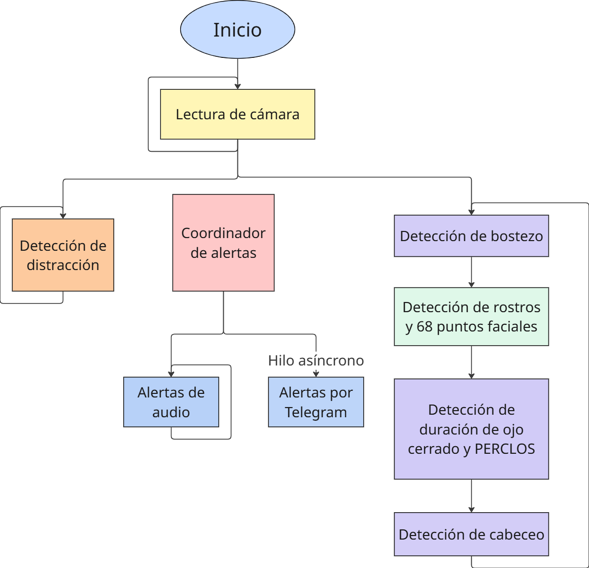 Inicio
Lectura de cámara
Detección de
distracción
Coordinador
de alertas
Detección de bostezo
Detección de rostros
y 68 puntos faciales
Hilo asíncrono
Alertas de
audio
Alertas por
Telegram
Detección de
duración de ojo
cerrado y PERCLOS
Detección de cabeceo